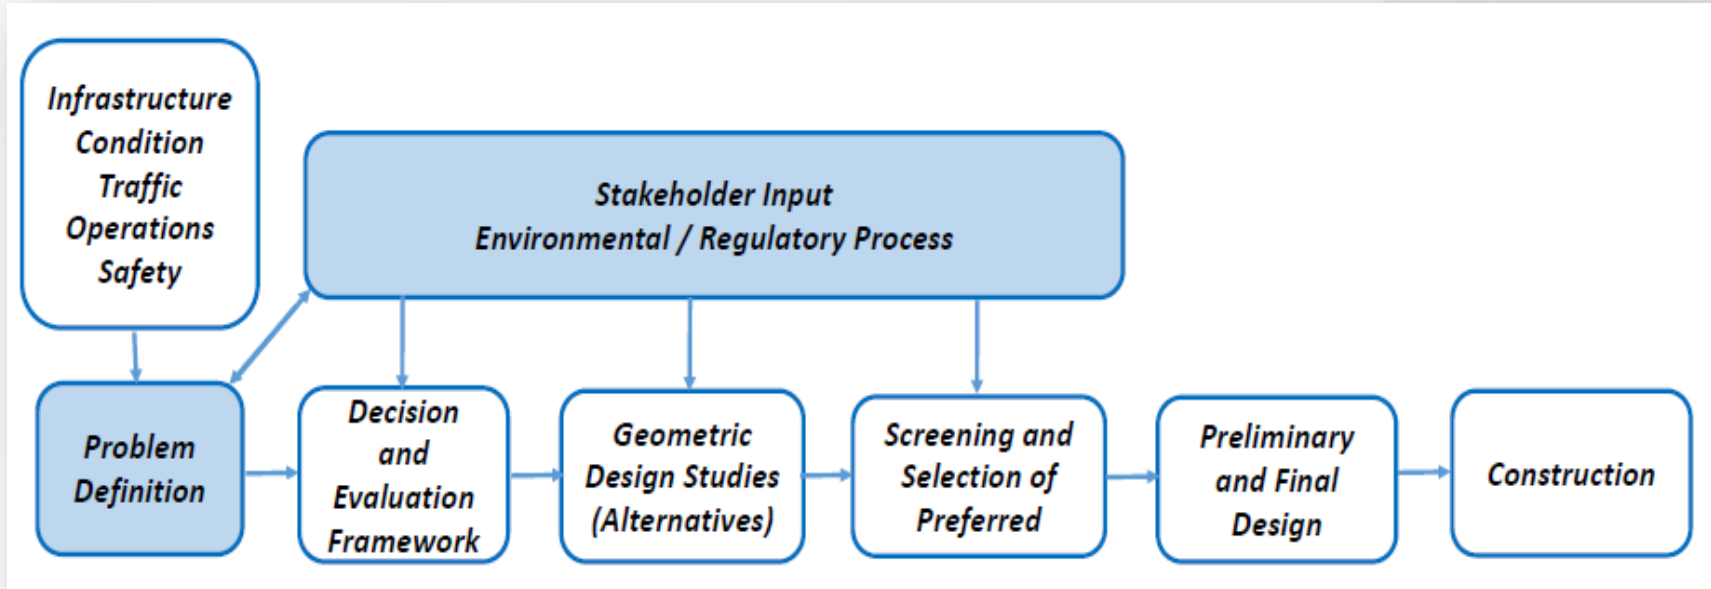 Infrastructure
Condition
Traffic
Operations
Safety
Stakeholder Input
Environmental / Regulatory Process
Problem
Definition
Decision
and
Evaluation
Framework
Geometric
Design Studies
(Alternatives)
Screening and
Selection of
Preferred
Preliminary
and Final
Design
Construction